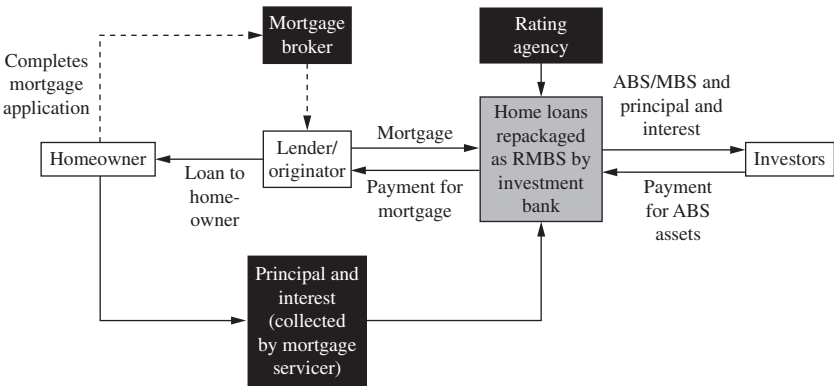 Mortgage
broker
Rating
agency
Completes
mortgage
application
ABS/MBS and
principal and
interest
Homeowner
Lender/
originator
Mortgage
Home loans
repackaged
as RMBS by
investment
bank
Investors
Loan to
home-
owner
Payment for
mortgage
Payment
for ABS
assets
Principal and
interest
(collected
by mortgage
servicer)